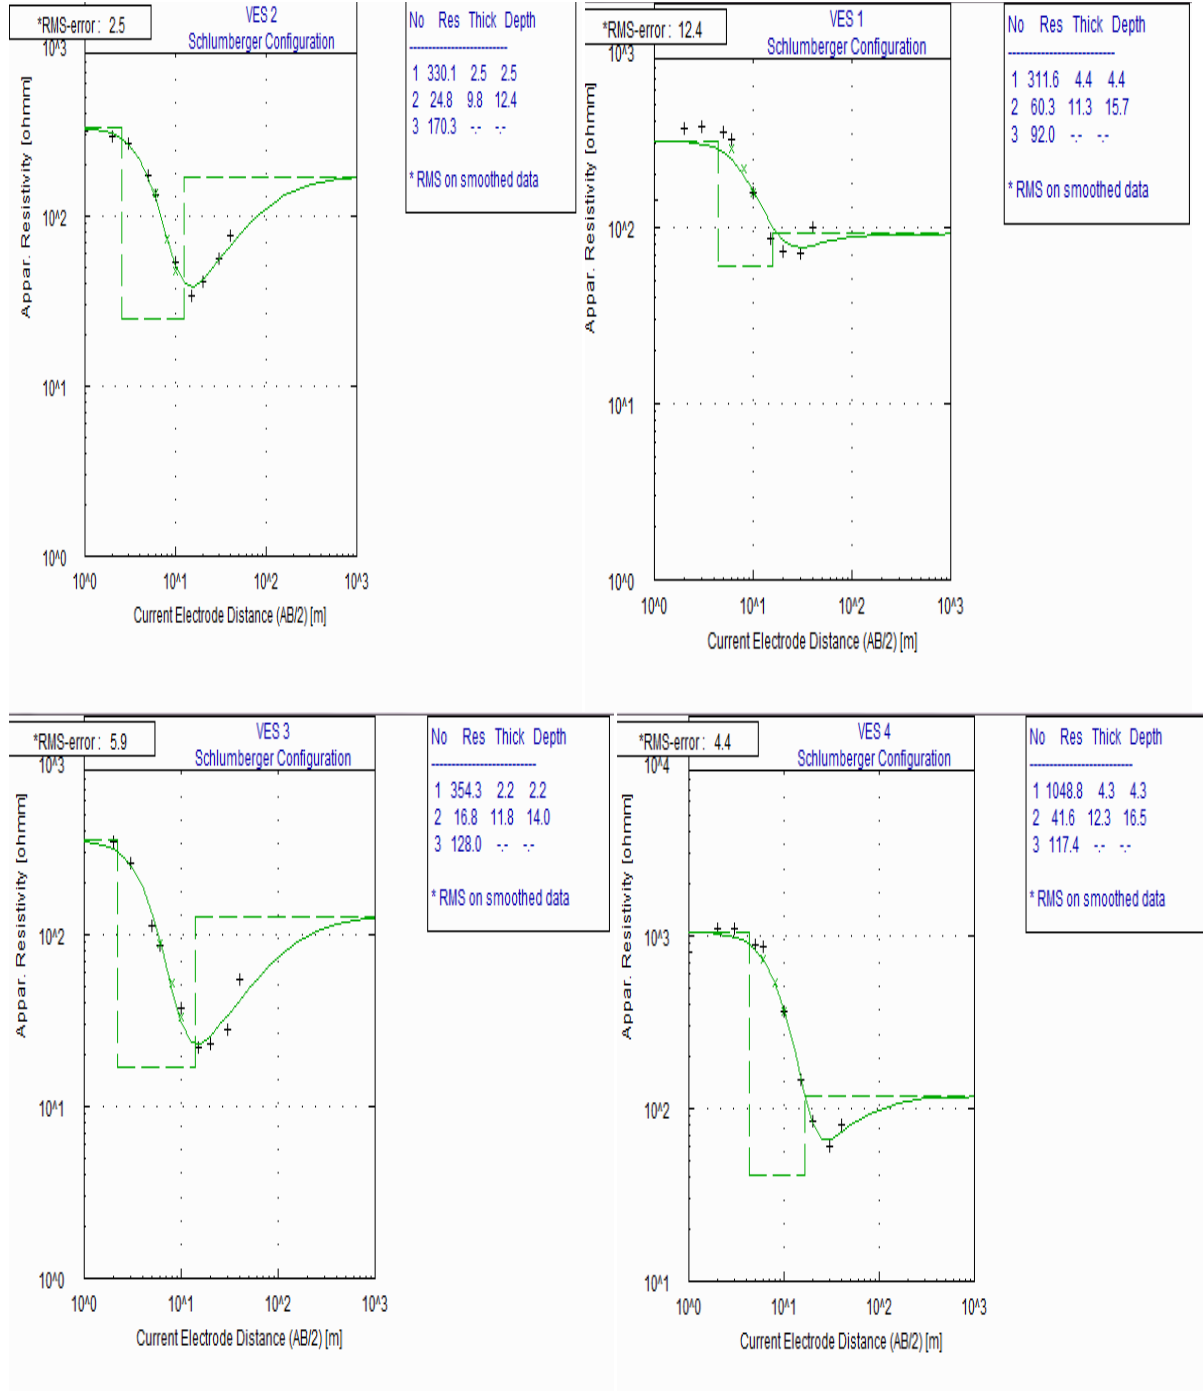 *RMS-error: 2.5
VES 2
Schlumberger Configuration
No Res Thick Depth
1 330.1 2.5 2.5
2 24.8 9.8 12.4
3 170.3 -.- -.-
* RMS on smoothed data
Appar. Resistivity [ohmm]
10^3
10^2
10^1
10^0
10^0 10^1 10^2 10^3
Current Electrode Distance (AB/2) [m]
*RMS-error: 12.4
VES 1
Schlumberger Configuration
No Res Thick Depth
1 311.6 4.4 4.4
2 60.3 11.3 15.7
3 92.0 -.- -.-
* RMS on smoothed data
Appar. Resistivity [ohmm]
10^3
10^2
10^1
10^0
10^0 10^1 10^2 10^3
Current Electrode Distance (AB/2) [m]
*RMS-error: 5.9
VES 3
Schlumberger Configuration
No Res Thick Depth
1 354.3 2.2 2.2
2 16.8 11.8 14.0
3 128.0 -.- -.-
* RMS on smoothed data
Appar. Resistivity [ohmm]
10^3
10^2
10^1
10^0
10^0 10^1 10^2 10^3
Current Electrode Distance (AB/2) [m]
*RMS-error: 4.4
VES 4
Schlumberger Configuration
No Res Thick Depth
1 1048.8 4.3 4.3
2 41.6 12.3 16.5
3 117.4 -.- -.-
* RMS on smoothed data
Appar. Resistivity [ohmm]
10^4
10^3
10^2
10^1
10^0 10^1 10^2 10^3
Current Electrode Distance (AB/2) [m]